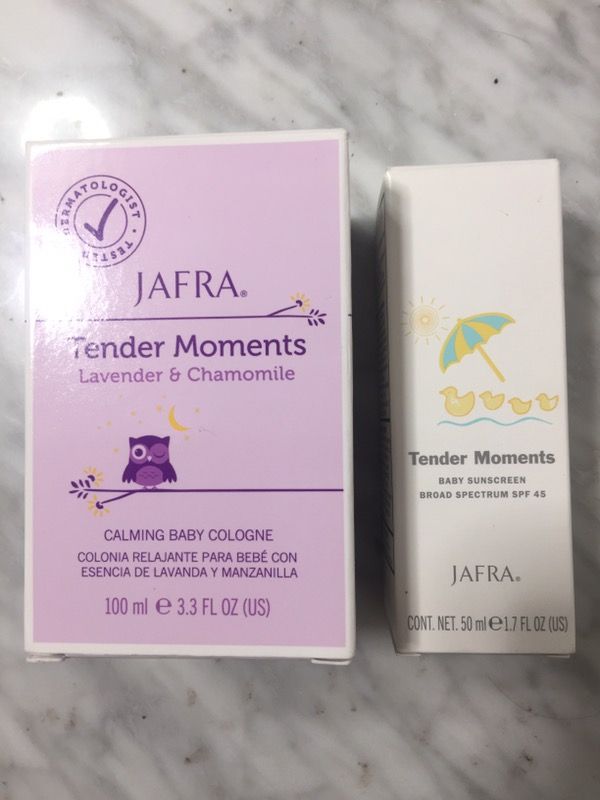 DERMATOLOGIST • TESTED
JAFRA®
Tender Moments
Lavender & Chamomile
CALMING BABY COLOGNE
COLONIA RELAJANTE PARA BEBÉ CON
ESENCIA DE LAVANDA Y MANZANILLA
100 ml ℮ 3.3 FL OZ (US)
Tender Moments
BABY SUNSCREEN
BROAD SPECTRUM SPF 45
JAFRA®
CONT. NET. 50 ml ℮ 1.7 FL OZ (US)